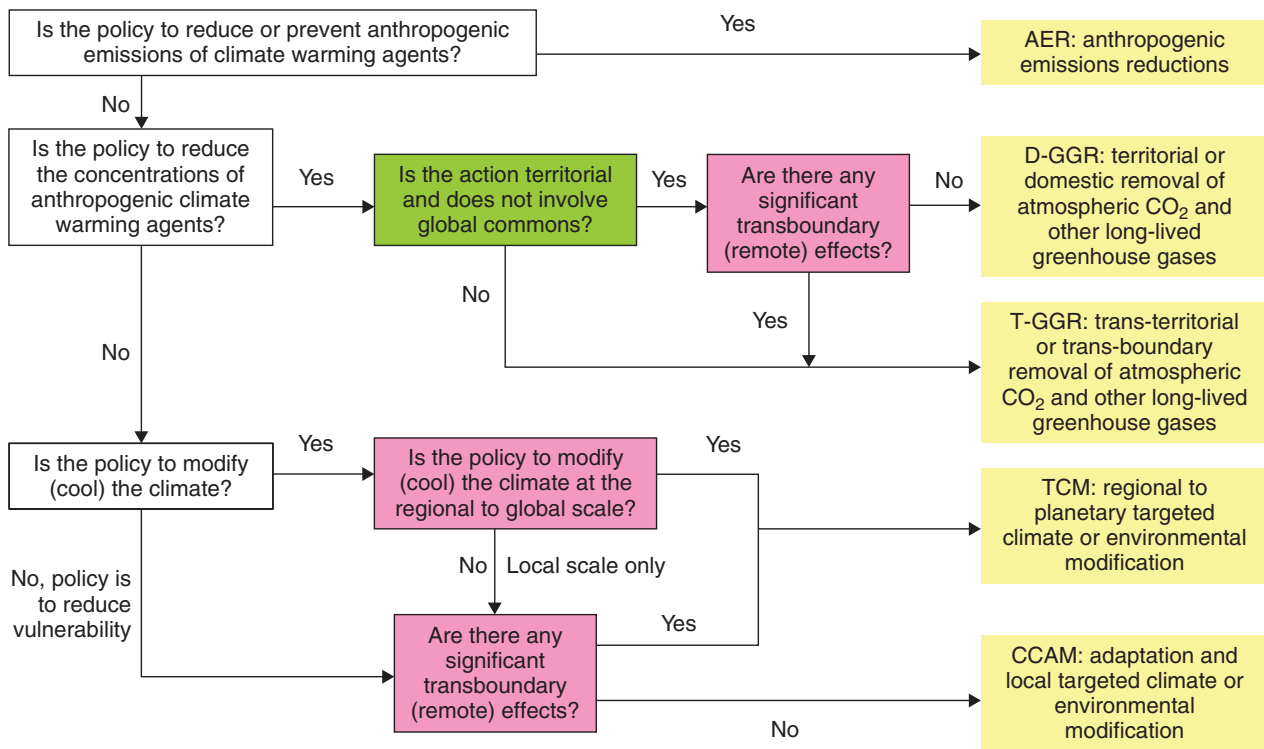 Is the policy to reduce or prevent anthropogenic
emissions of climate warming agents?
Yes
AER: anthropogenic
emissions reductions
No
Is the policy to reduce
the concentrations of
anthropogenic climate
warming agents?
Yes
Is the action territorial
and does not involve
global commons?
Yes
Are there any
significant
transboundary
(remote) effects?
No
D-GGR: territorial or
domestic removal of
atmospheric CO₂ and
other long-lived
greenhouse gases
No
Yes
T-GGR: trans-territorial
or trans-boundary
removal of atmospheric
CO₂ and other long-lived
greenhouse gases
No
Is the policy to modify
(cool) the climate?
Yes
Is the policy to modify
(cool) the climate at the
regional to global scale?
Yes
TCM: regional to
planetary targeted
climate or environmental
modification
No, policy is
to reduce
vulnerability
No
Local scale only
Are there any
significant
transboundary
(remote) effects?
Yes
No
CCAM: adaptation and
local targeted climate or
environmental
modification